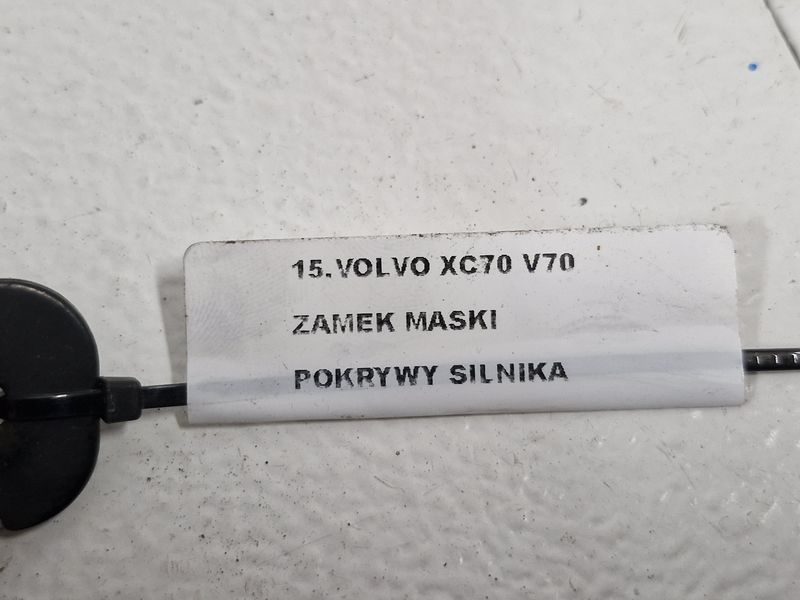 15.VOLVO XC70 V70
ZAMEK MASKI
POKRYWY SILNIKA